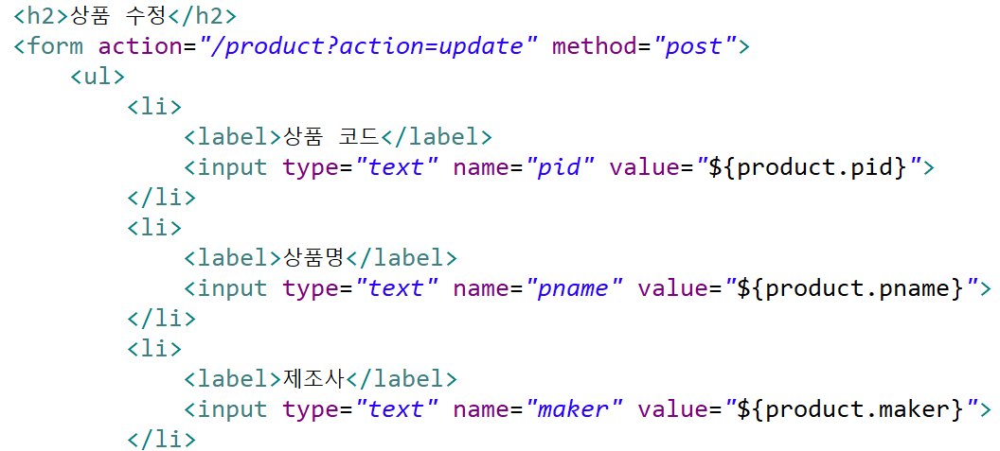 <h2>상품 수정</h2>
<form action="/product?action=update" method="post">
<ul>
<li>
<label>상품 코드</label>
<input type="text" name="pid" value="${product.pid}">
</li>
<li>
<label>상품명</label>
<input type="text" name="pname" value="${product.pname}">
</li>
<li>
<label>제조사</label>
<input type="text" name="maker" value="${product.maker}">
</li>